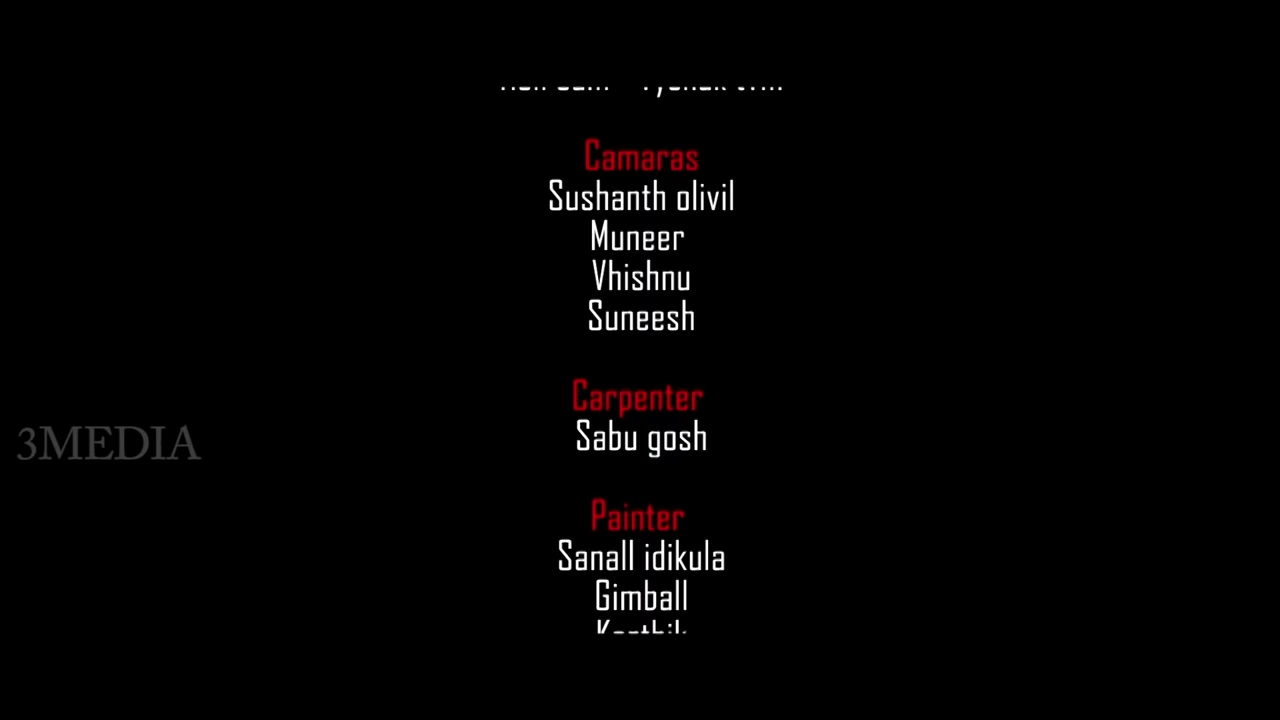 Camaras
Sushanth olivil
Muneer
Vhishnu
Suneesh
Carpenter
Sabu gosh
3MEDIA
Painter
Sanall idikula
Gimball